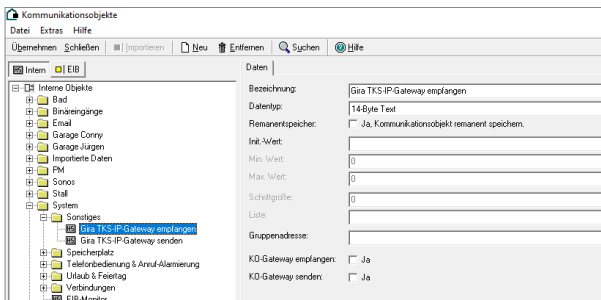 Kommunikationsobjekte
Datei Extras Hilfe
Übernehmen Schließen Importieren Neu Entfernen Suchen Hilfe
Intern EIB
Interne Objekte
Bad
Binäreingänge
Email
Garage Conny
Garage Jürgen
Importierte Daten
PM
Sonos
Stall
System
Sonstiges
Gira TKS-IP-Gateway empfangen
Gira TKS-IP-Gateway senden
Speicherplatz
Telefonbedienung & Anruf-Alarmierung
Urlaub & Feiertag
Verbindungen
EIB-Monitor
Daten
Bezeichnung: Gira TKS-IP-Gateway empfangen
Datentyp: 14-Byte Text
Remanentspeicher: Ja, Kommunikationsobjekt remanent speichern.
Init.-Wert:
Min. Wert: 0
Max. Wert: 0
Schrittgröße: 0
Liste:
Gruppenadresse:
KO-Gateway empfangen: Ja
KO-Gateway senden: Ja